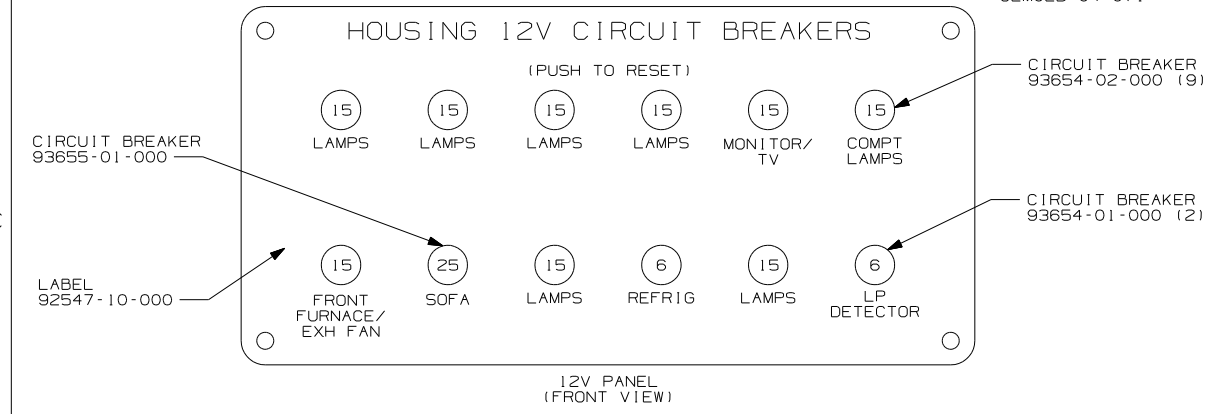 HOUSING 12V CIRCUIT BREAKERS
(PUSH TO RESET)
CIRCUIT BREAKER
93654-02-000 (9)
15 15 15 15 15 15
LAMPS LAMPS LAMPS LAMPS MONITOR/
TV COMPT
LAMPS
CIRCUIT BREAKER
93655-01-000
CIRCUIT BREAKER
93654-01-000 (2)
15 25 15 6 15 6
FRONT
FURNACE/
EXH FAN
SOFA
LAMPS
REFRIG
LAMPS
LP
DETECTOR
LABEL
92547-10-000
12V PANEL
(FRONT VIEW)